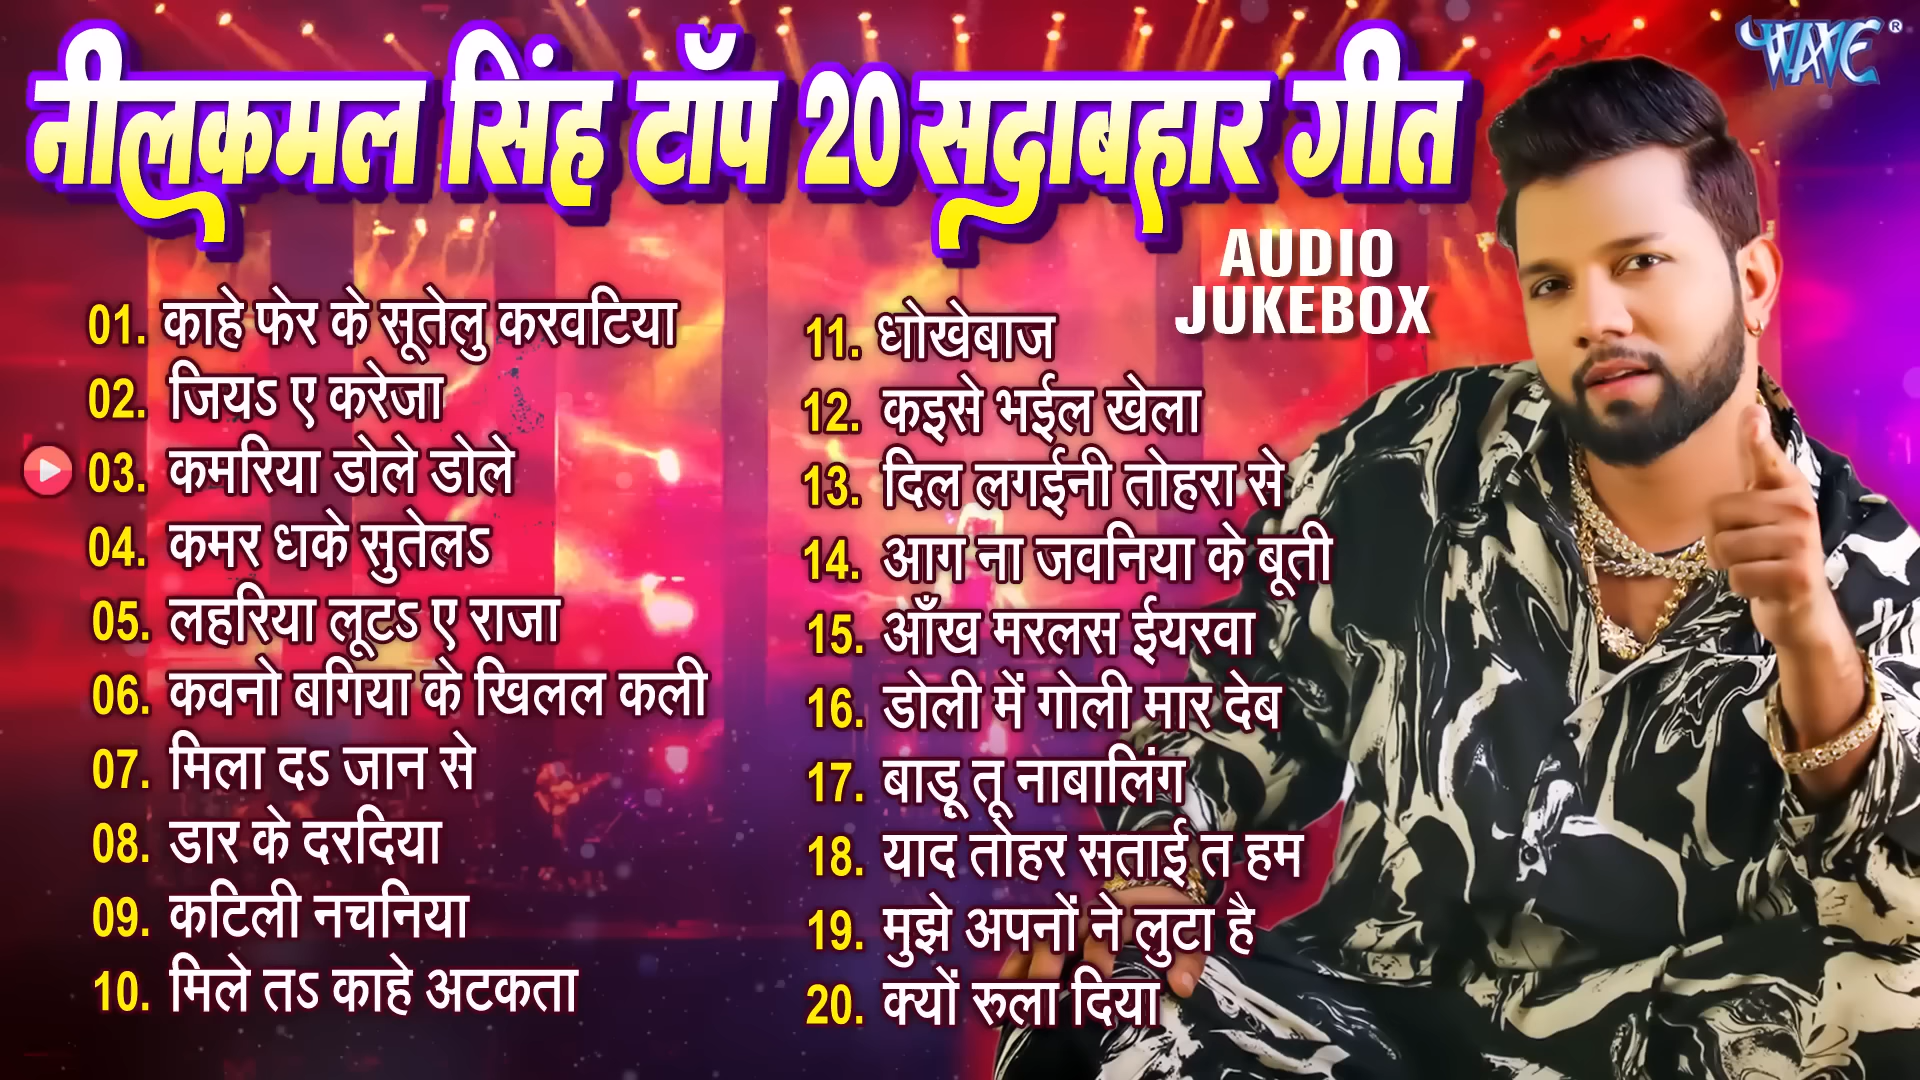 WAVE®
नीलकमल सिंह टॉप 20 सदाबहार गीत
AUDIO
JUKEBOX
01. काहे फेर के सूतेलु करवटिया
02. जियऽ ए करेजा
03. कमरिया डोले डोले
04. कमर धके सुतेलऽ
05. लहरिया लूटऽ ए राजा
06. कवनो बगिया के खिलल कली
07. मिला दऽ जान से
08. डार के दरदिया
09. कटिली नचनिया
10. मिले तऽ काहे अटकता
11. धोखेबाज
12. कइसे भईल खेला
13. दिल लगईनी तोहरा से
14. आग ना जवनिया के बूती
15. आँख मरलस ईयरवा
16. डोली में गोली मार देब
17. बाड़ू तू नाबालिंग
18. याद तोहर सताई त हम
19. मुझे अपनों ने लुटा है
20. क्यों रुला दिया